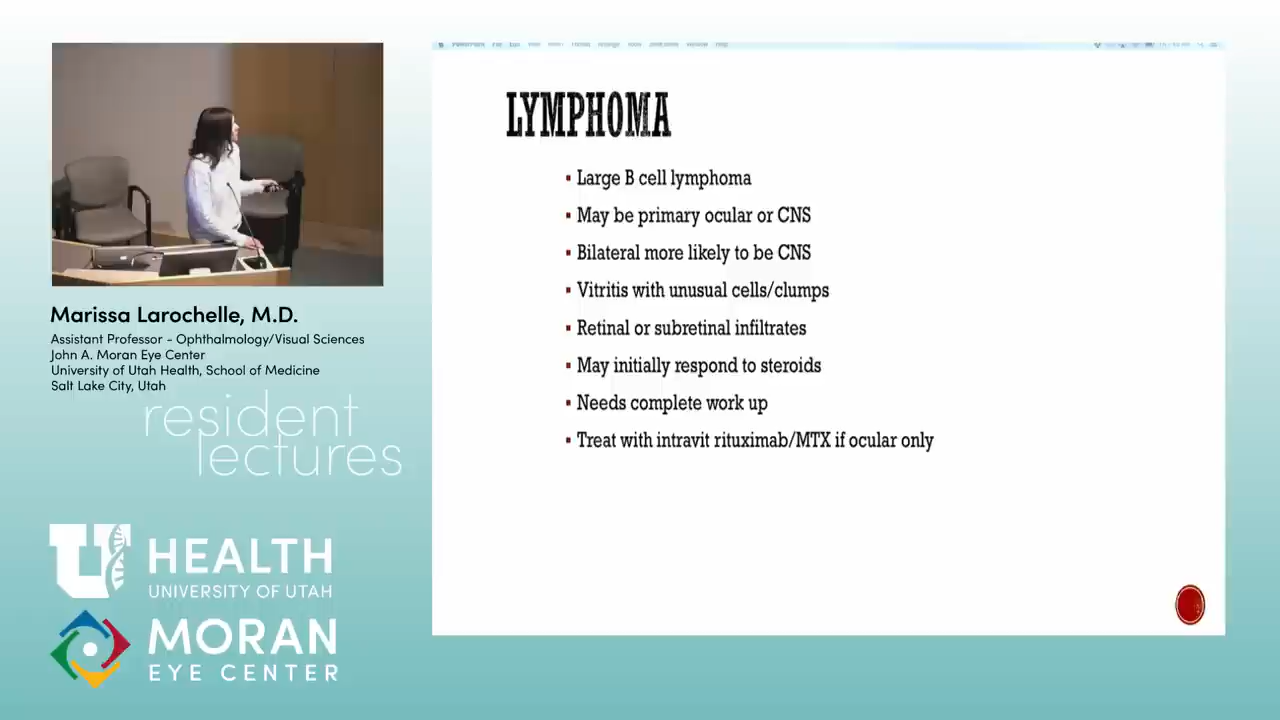 PowerPoint
LYMPHOMA
Large B cell lymphoma
May be primary ocular or CNS
Bilateral more likely to be CNS
Vitritis with unusual cells/clumps
Retinal or subretinal infiltrates
May initially respond to steroids
Needs complete work up
Treat with intravit rituximab/MTX if ocular only
Marissa Larochelle, M.D.
Assistant Professor - Ophthalmology/Visual Sciences
John A. Moran Eye Center
University of Utah Health, School of Medicine
Salt Lake City, Utah
resident
lectures
U HEALTH
UNIVERSITY OF UTAH
MORAN
EYE CENTER